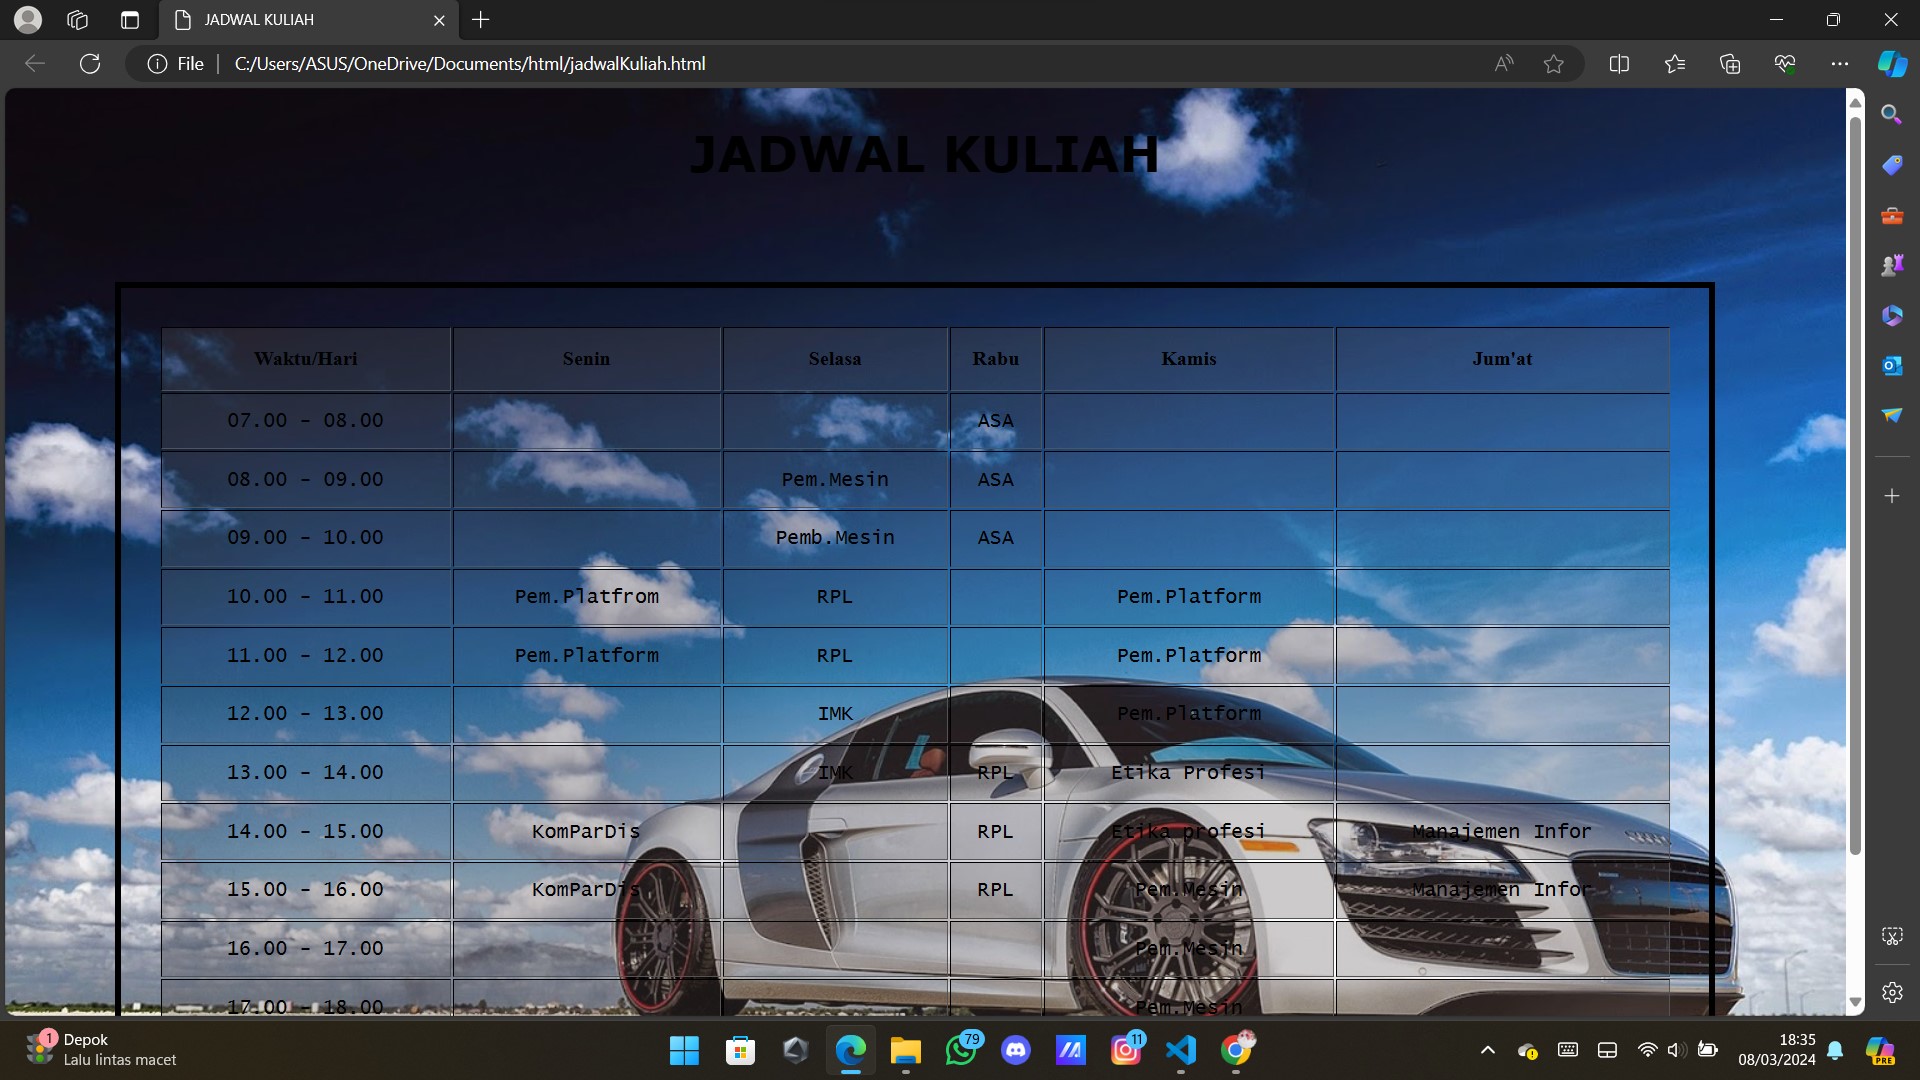 JADWAL KULIAH
File
C:/Users/ASUS/OneDrive/Documents/html/jadwalKuliah.html
JADWAL KULIAH
Waktu/Hari Senin Selasa Rabu Kamis Jum'at
07.00 - 08.00 ASA
08.00 - 09.00 Pem.Mesin ASA
09.00 - 10.00 Pemb.Mesin ASA
10.00 - 11.00 Pem.Platfrom RPL Pem.Platform
11.00 - 12.00 Pem.Platform RPL Pem.Platform
12.00 - 13.00 IMK Pem.Platform
13.00 - 14.00 IMK RPL Etika Profesi
14.00 - 15.00 KomParDis RPL Etika profesi Manajemen Infor
15.00 - 16.00 KomParDis RPL Pem.Mesin Manajemen Infor
16.00 - 17.00 Pem.Mesin
17.00 - 18.00 Pem.Mesin
1
Depok
Lalu lintas macet
79
11
18:35
08/03/2024
PRE